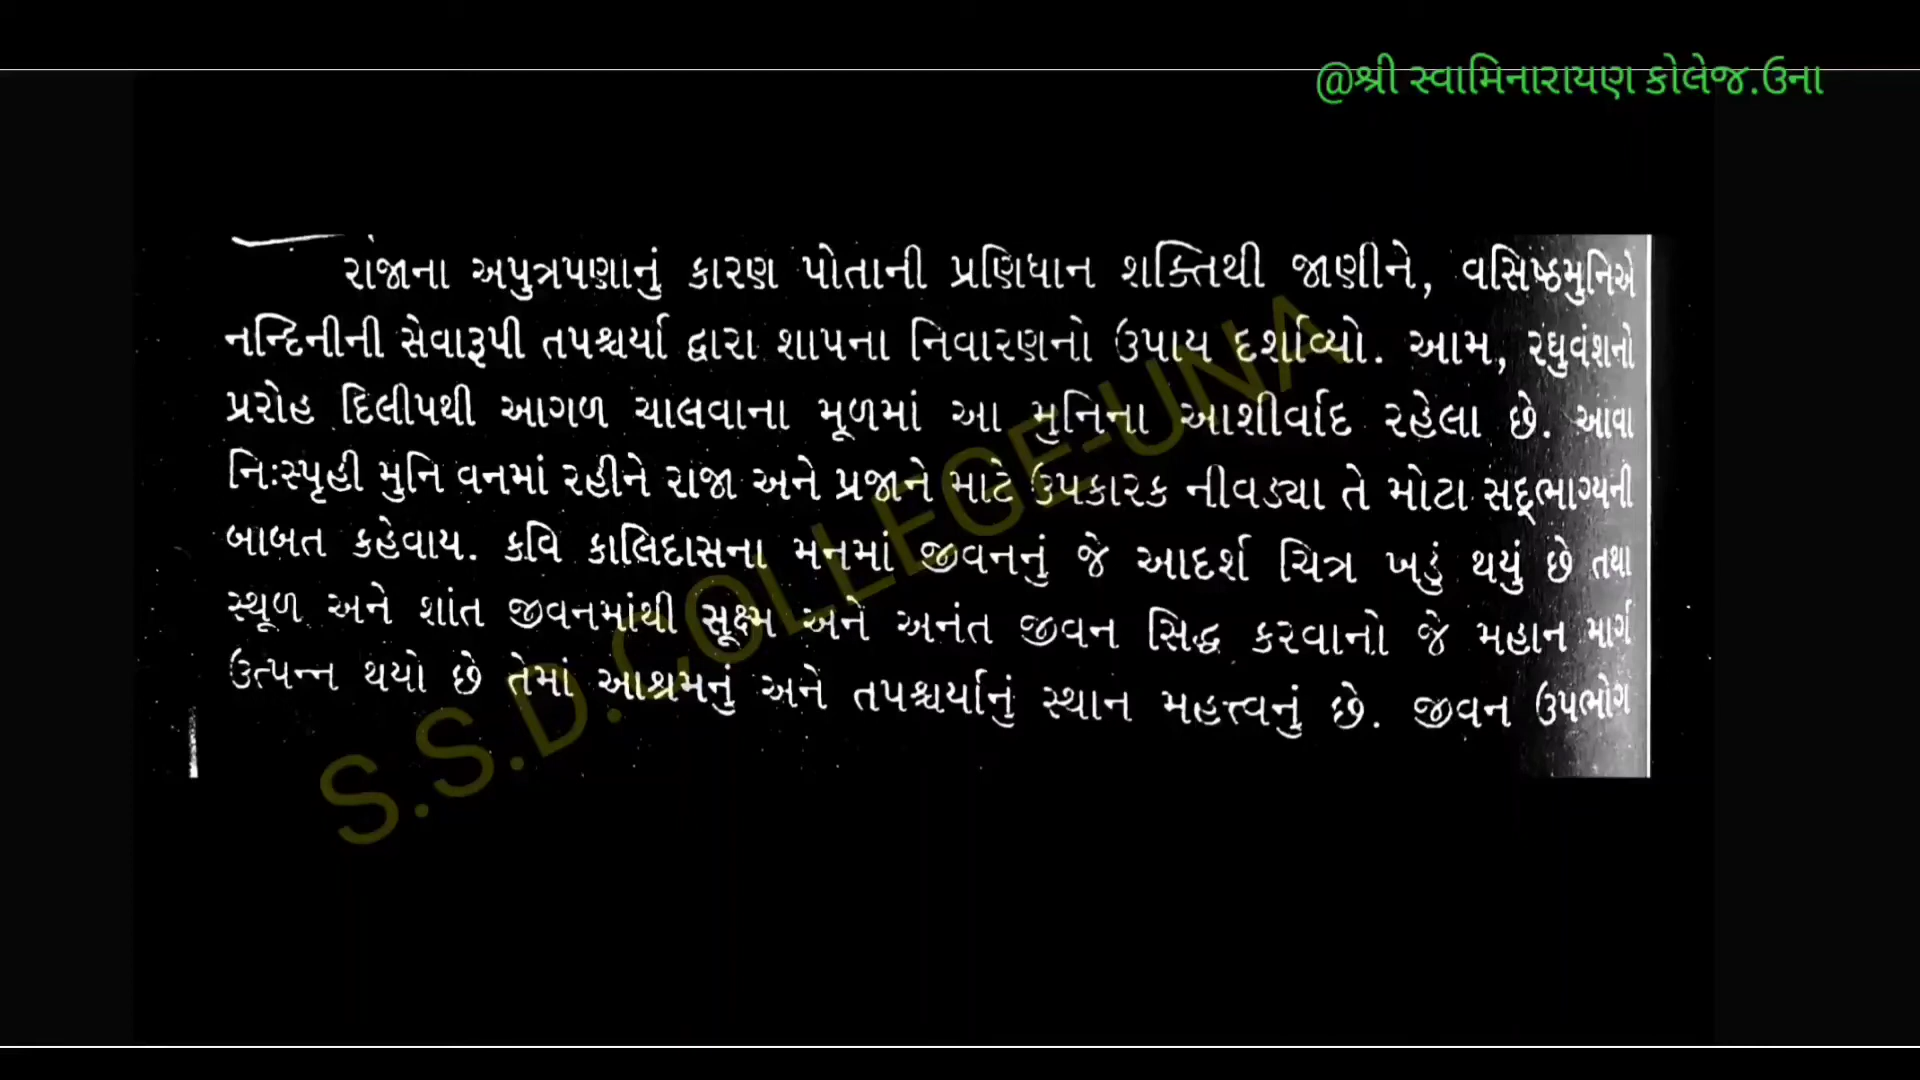 @શ્રી સ્વામિનારાયણ કોલેજ.ઉના
રાજાના અપુત્રપણાનું કારણ પોતાની પ્રણિધાન શક્તિથી જાણીને, વસિષ્ઠમુનિએ
નન્દિનીની સેવારૂપી તપશ્ચર્યા દ્વારા શાપના નિવારણનો ઉપાય દર્શાવ્યો. આમ, રઘુવંશનો
પ્રરોહ દિલીપથી આગળ ચાલવાના મૂળમાં આ મુનિના આશીર્વાદ રહેલા છે. આવા
નિઃસ્પૃહી મુનિ વનમાં રહીને રાજા અને પ્રજાને માટે ઉપકારક નીવડ્યા તે મોટા સદ્ભાગ્યની
બાબત કહેવાય. કવિ કાલિદાસના મનમાં જીવનનું જે આદર્શ ચિત્ર ખડું થયું છે તથા
સ્થૂળ અને શાંત જીવનમાંથી સૂક્ષ્મ અને અનંત જીવન સિદ્ધ કરવાનો જે મહાન માર્ગ
ઉત્પન્ન થયો છે તેમાં આશ્રમનું અને તપશ્ચર્યાનું સ્થાન મહત્ત્વનું છે. જીવન ઉપભોગ
S.S.D.COLLEGE-UNA